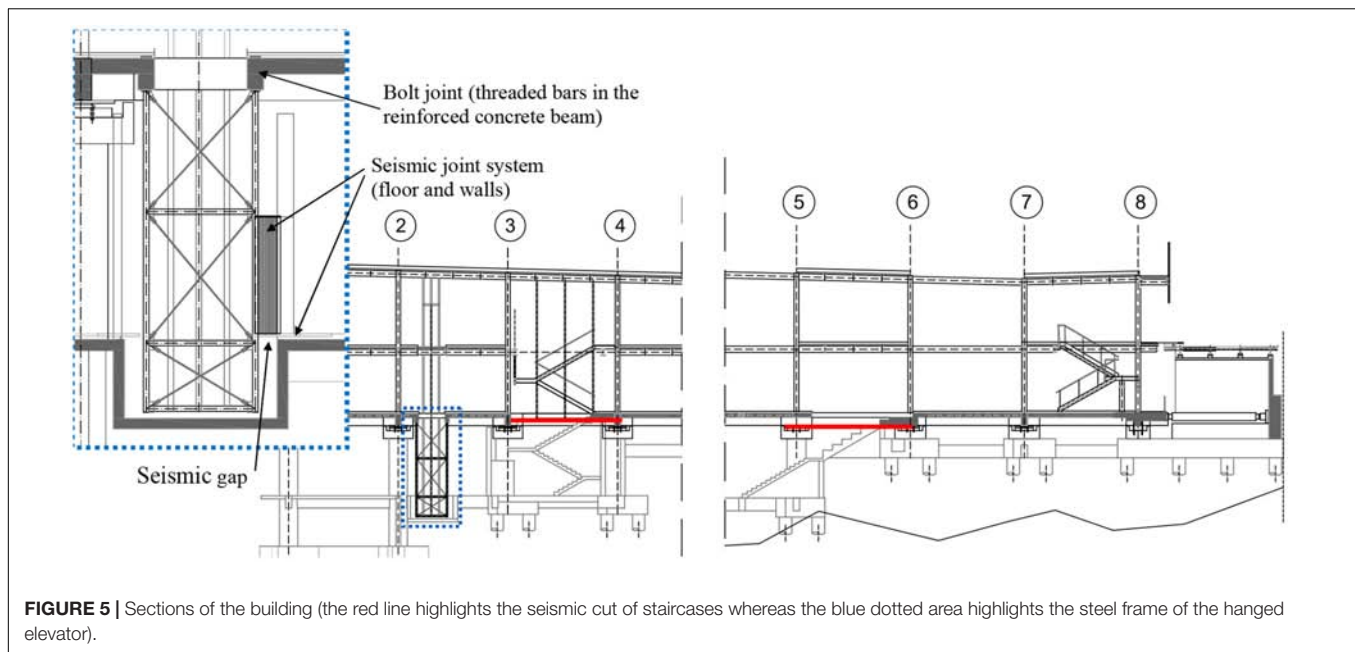 Bolt joint (threaded bars in the
reinforced concrete beam)
Seismic joint system
(floor and walls)
2 3 4 5 6 7 8
Seismic gap
FIGURE 5 | Sections of the building (the red line highlights the seismic cut of staircases whereas the blue dotted area highlights the steel frame of the hanged
elevator).